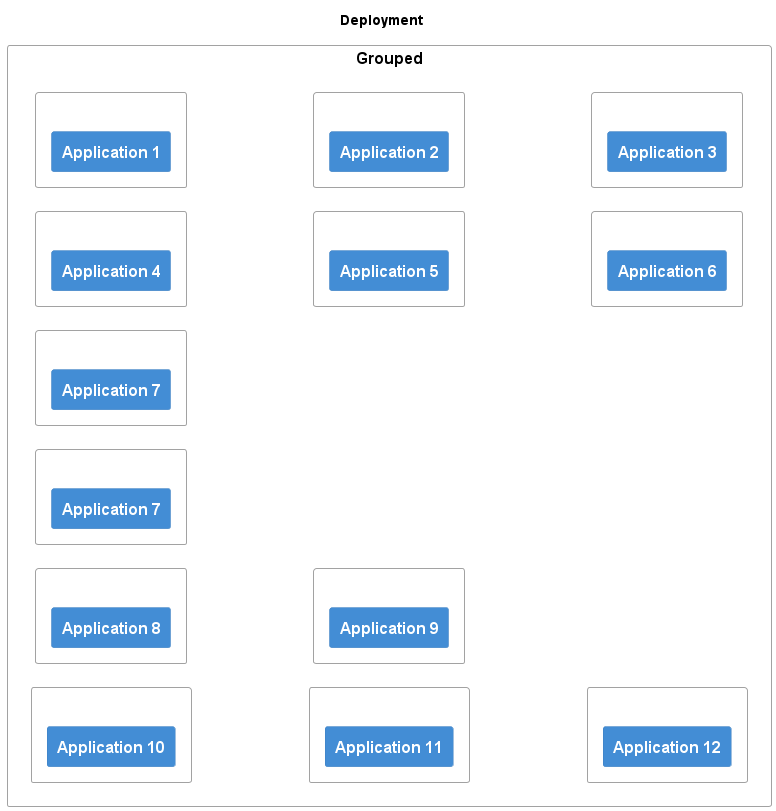 Deployment
Grouped
Application 1
Application 2
Application 3
Application 4
Application 5
Application 6
Application 7
Application 7
Application 8
Application 9
Application 10
Application 11
Application 12